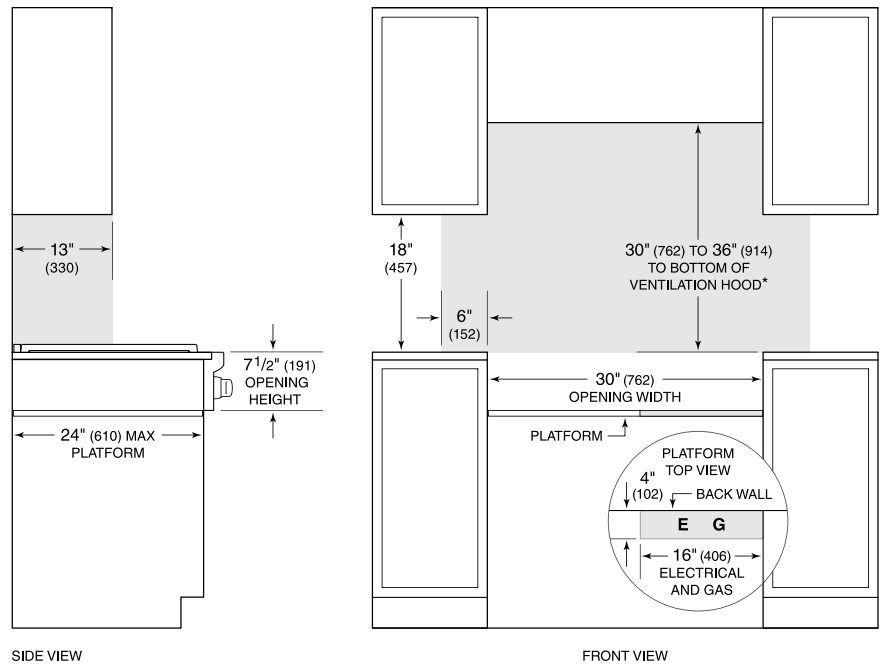 13"
(330)
18"
(457)
30" (762) TO 36" (914)
TO BOTTOM OF
VENTILATION HOOD*
6"
(152)
7 1/2" (191)
OPENING
HEIGHT
30" (762)
OPENING WIDTH
24" (610) MAX
PLATFORM
PLATFORM
PLATFORM
TOP VIEW
4"
(102)
BACK WALL
E G
16" (406)
ELECTRICAL
AND GAS
SIDE VIEW
FRONT VIEW